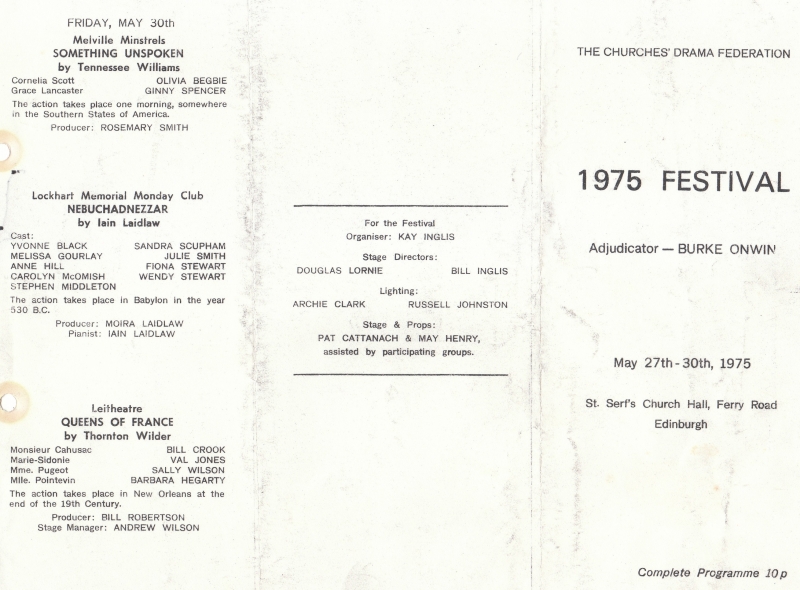 FRIDAY, MAY 30th
Melville Minstrels
SOMETHING UNSPOKEN
by Tennessee Williams
Cornelia Scott OLIVIA BEGBIE
Grace Lancaster GINNY SPENCER
The action takes place one morning, somewhere
in the Southern States of America.
Producer: ROSEMARY SMITH
Lockhart Memorial Monday Club
NEBUCHADNEZZAR
by Iain Laidlaw
Cast:
YVONNE BLACK SANDRA SCUPHAM
MELISSA GOURLAY JULIE SMITH
ANNE HILL FIONA STEWART
CAROLYN McOMISH WENDY STEWART
STEPHEN MIDDLETON
The action takes place in Babylon in the year
530 B.C.
Producer: MOIRA LAIDLAW
Pianist: IAIN LAIDLAW
Leitheatre
QUEENS OF FRANCE
by Thornton Wilder
Monsieur Cahusac BILL CROOK
Marie-Sidonie VAL JONES
Mme. Pugeot SALLY WILSON
Mlle. Pointevin BARBARA HEGARTY
The action takes place in New Orleans at the
end of the 19th Century.
Producer: BILL ROBERTSON
Stage Manager: ANDREW WILSON
For the Festival
Organiser: KAY INGLIS
Stage Directors:
DOUGLAS LORNIE BILL INGLIS
Lighting:
ARCHIE CLARK RUSSELL JOHNSTON
Stage & Props:
PAT CATTANACH & MAY HENRY,
assisted by participating groups.
THE CHURCHES' DRAMA FEDERATION
1975 FESTIVAL
Adjudicator — BURKE ONWIN
May 27th-30th, 1975
St. Serf's Church Hall, Ferry Road
Edinburgh
Complete Programme 10p